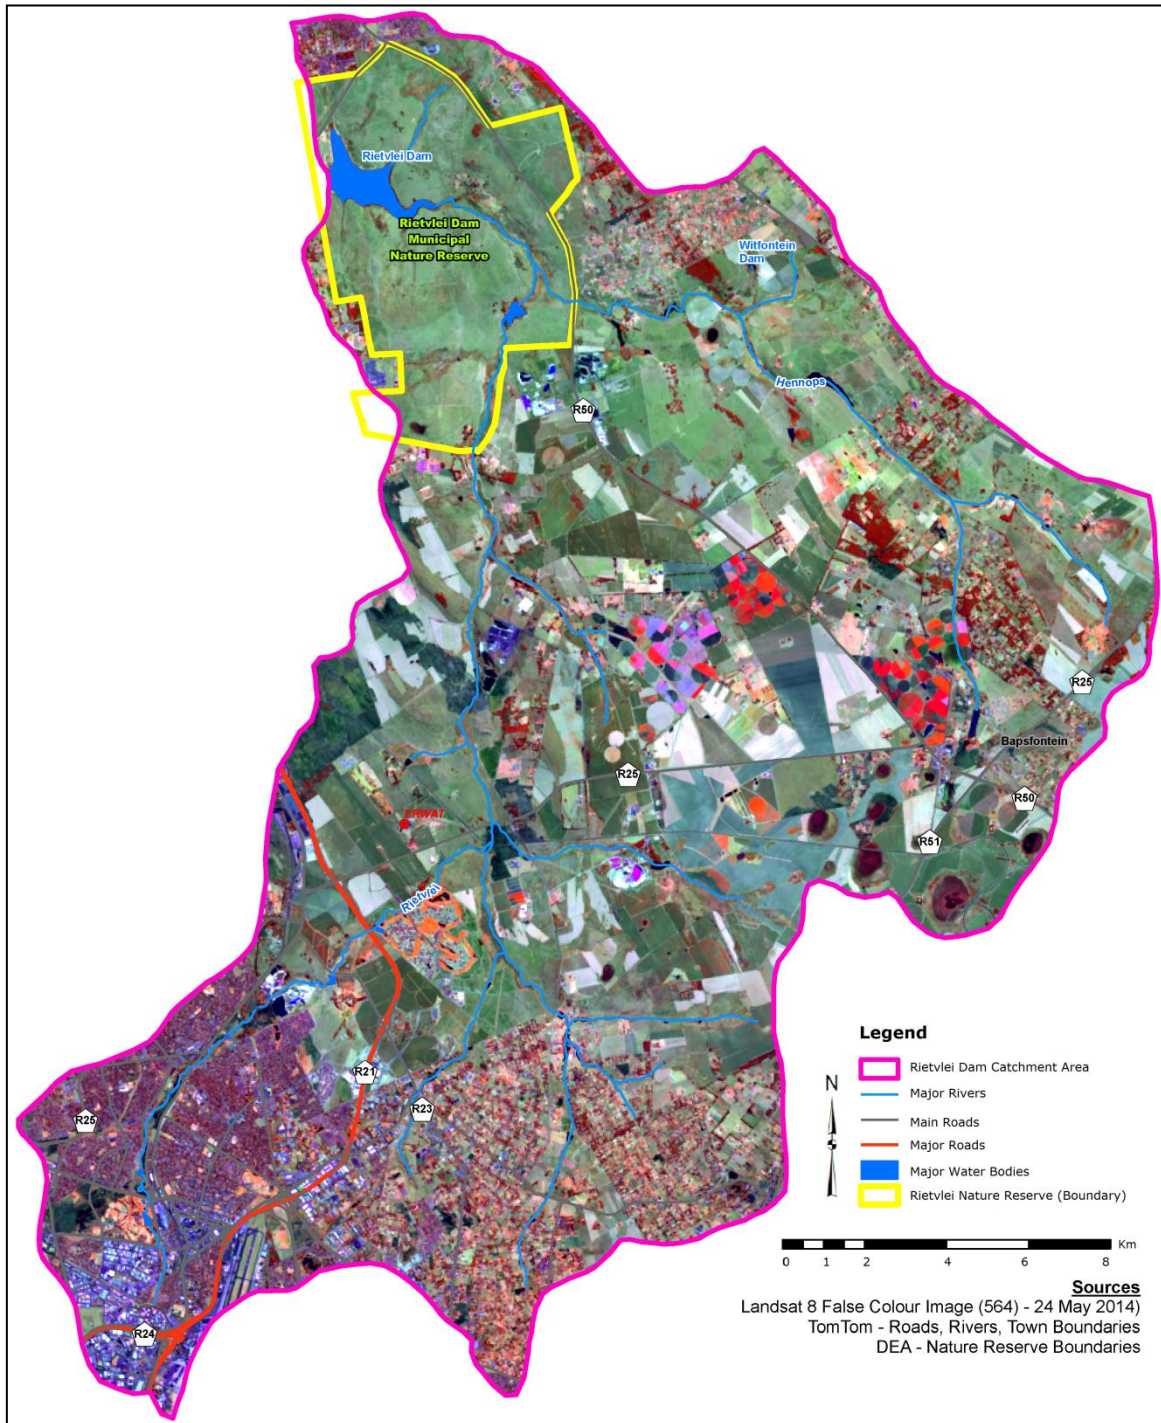 Rietvlei Dam
Rietvlei Dam
Municipal
Nature Reserve
Witfontein
Dam
Hennops
R50
R25
Bapsfontein
R25
R50
R51
ERWAT
Rietvlei
R21
R23
R25
R24
Legend
Rietvlei Dam Catchment Area
Major Rivers
Main Roads
Major Roads
Major Water Bodies
Rietvlei Nature Reserve (Boundary)
N
Km
0 1 2 4 6 8
Sources
Landsat 8 False Colour Image (564) - 24 May 2014)
TomTom - Roads, Rivers, Town Boundaries
DEA - Nature Reserve Boundaries